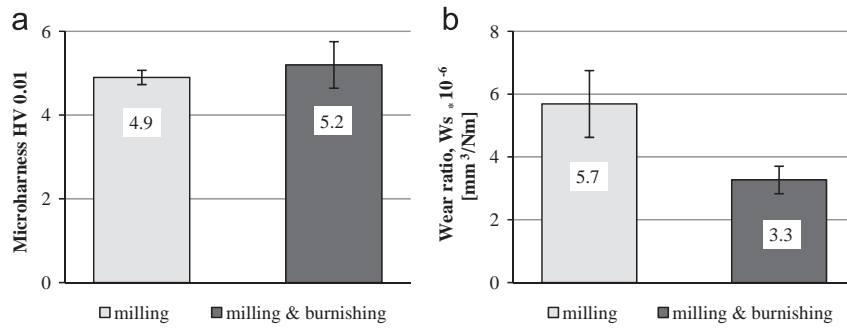 a
Microharness HV 0.01
6
4
2
0
4.9
5.2
milling
milling & burnishing
b
Wear ratio, Ws * 10⁻⁶
[mm³/Nm]
8
6
4
2
0
5.7
3.3
milling
milling & burnishing